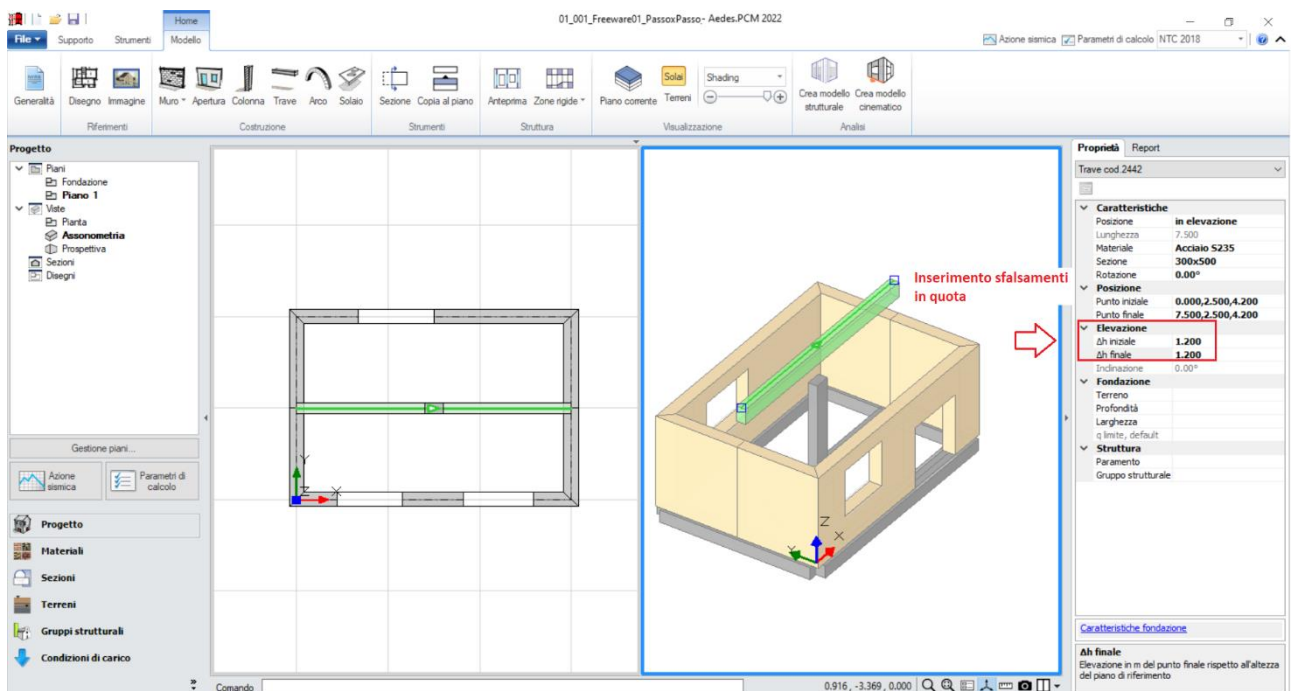 01_001_Freeware01_PassoxPasso - Aedes.PCM 2022
Home
File Supporto Strumenti Modello
Azione sismica Parametri di calcolo NTC 2018
Generalità Disegno Immagine Muro Apertura Colonna Trave Arco Solaio Sezione Copia al piano Anteprima Zone rigide Piano corrente Solai Terreni Shading Crea modello strutturale Crea modello cinematico
Riferimenti Costruzione Strumenti Struttura Visualizzazione Analisi
Progetto
Piani
Fondazione
Piano 1
Viste
Pianta
Assonometria
Prospettiva
Sezioni
Disegni
Gestione piani...
Azione sismica
Parametri di calcolo
Progetto
Materiali
Sezioni
Terreni
Gruppi strutturali
Condizioni di carico
Y
Z X
Inserimento sfalsamenti
in quota
Z
X
Y
Comando
0.916 , -3.369 , 0.000
Proprietà Report
Trave cod.2442
Caratteristiche
Posizione in elevazione
Lunghezza 7.500
Materiale Acciaio S235
Sezione 300x500
Rotazione 0.00°
Posizione
Punto iniziale 0.000,2.500,4.200
Punto finale 7.500,2.500,4.200
Elevazione
Δh iniziale 1.200
Δh finale 1.200
Inclinazione 0.00°
Fondazione
Terreno
Profondità
Larghezza
q limite, default
Struttura
Paramento
Gruppo strutturale
Caratteristiche fondazione
Δh finale
Elevazione in m del punto finale rispetto all'altezza
del piano di riferimento